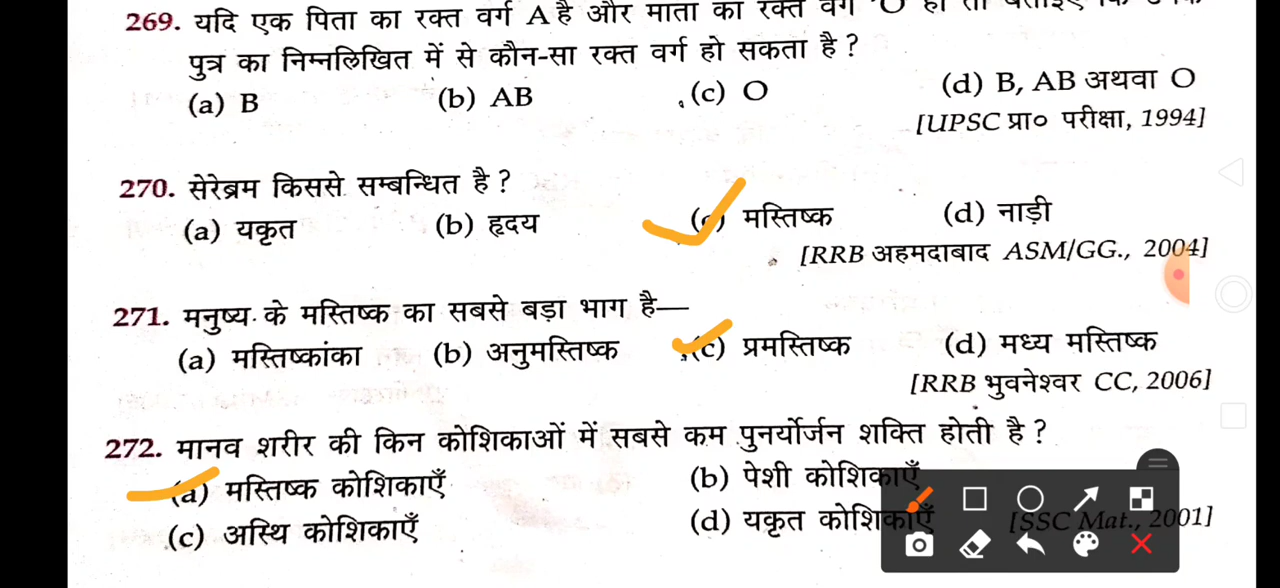 269. यदि एक पिता का रक्त वर्ग A है और माता का रक्त वर्ग 'O'
पुत्र का निम्नलिखित में से कौन-सा रक्त वर्ग हो सकता है ?
(a) B (b) AB (c) O (d) B, AB अथवा O
[UPSC प्रा० परीक्षा, 1994]
270. सेरेब्रम किससे सम्बन्धित है ?
(a) यकृत (b) हृदय (c) मस्तिष्क (d) नाड़ी
[RRB अहमदाबाद ASM/GG., 2004]
271. मनुष्य के मस्तिष्क का सबसे बड़ा भाग है—
(a) मस्तिष्कांका (b) अनुमस्तिष्क (c) प्रमस्तिष्क (d) मध्य मस्तिष्क
[RRB भुवनेश्वर CC, 2006]
272. मानव शरीर की किन कोशिकाओं में सबसे कम पुनर्योर्जन शक्ति होती है ?
(a) मस्तिष्क कोशिकाएँ (b) पेशी कोशिकाएँ
(c) अस्थि कोशिकाएँ (d) यकृत कोशिकाएँ [SSC Mat., 2001]